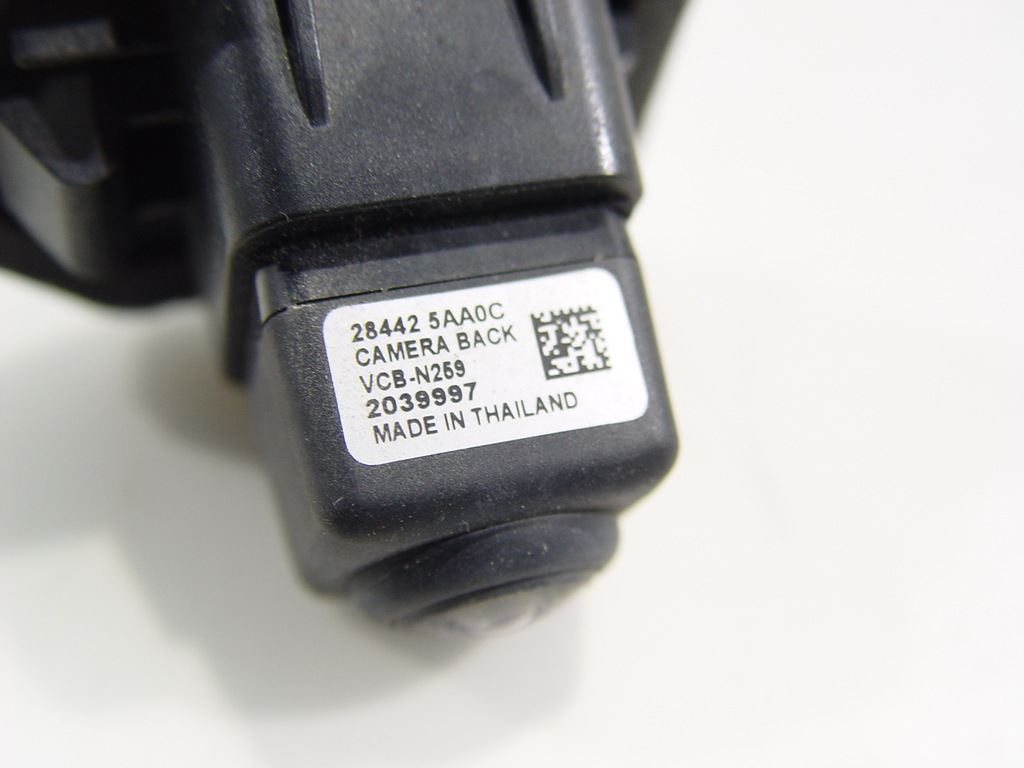 28442 5AA0C
CAMERA BACK
VCB-N259
2039997
MADE IN THAILAND